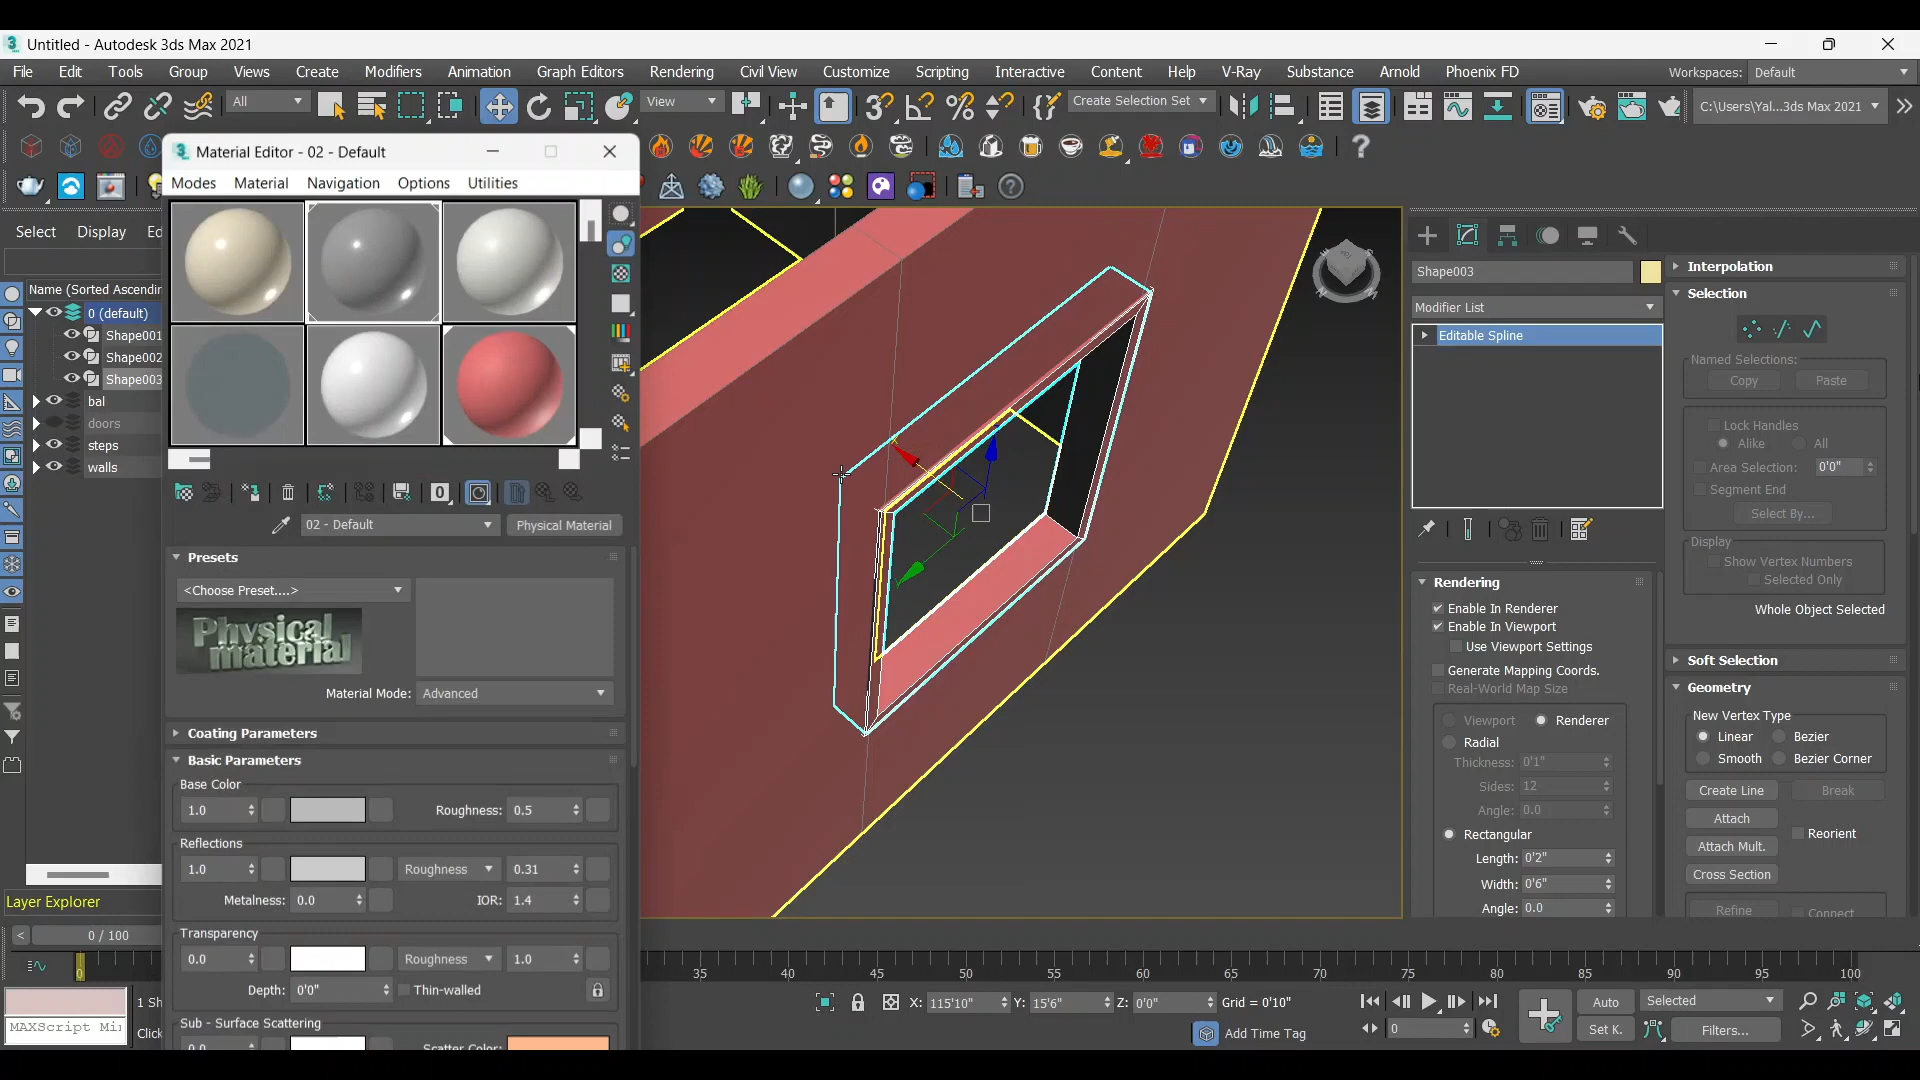 Untitled - Autodesk 3ds Max 2021
File Edit Tools Group Views Create Modifiers Animation Graph Editors Rendering Civil View Customize Scripting Interactive Content Help V-Ray Substance Arnold Phoenix FD
Workspaces: Default
All
View
Create Selection Set
C:\Users\Yal...3ds Max 2021
Material Editor - 02 - Default
Modes Material Navigation Options Utilities
Select Display Ed
Name (Sorted Ascendin
0 (default)
Shape001
Shape002
Shape003
bal
doors
steps
walls
02 - Default
Physical Material
Presets
<Choose Preset....>
Physical material
Material Mode: Advanced
Coating Parameters
Basic Parameters
Base Color
1.0 Roughness: 0.5
Reflections
1.0 Roughness 0.31
Metalness: 0.0 IOR: 1.4
Transparency
0.0 Roughness 1.0
Depth: 0'0" Thin-walled
Sub - Surface Scattering
0.0 Scatter Color:
Shape003
Modifier List
Editable Spline
Rendering
Enable In Renderer
Enable In Viewport
Use Viewport Settings
Generate Mapping Coords.
Real-World Map Size
Viewport Renderer
Radial
Thickness: 0'1"
Sides: 12
Angle: 0.0
Rectangular
Length: 0'2"
Width: 0'6"
Angle: 0.0
Interpolation
Selection
Named Selections:
Copy Paste
Lock Handles
Alike All
Area Selection: 0'0"
Segment End
Select By...
Display
Show Vertex Numbers
Selected Only
Whole Object Selected
Soft Selection
Geometry
New Vertex Type
Linear Bezier
Smooth Bezier Corner
Create Line Break
Attach Reorient
Attach Mult.
Cross Section
Refine Connect
Layer Explorer
< 0 / 100
0 35 40 45 50 55 60 65 70 75 80 85 90 95 100
1 Sh
MAXScript Mi
Click
X: 115'10" Y: 15'6" Z: 0'0" Grid = 0'10"
Add Time Tag
0
Auto Selected
Set K. Filters...